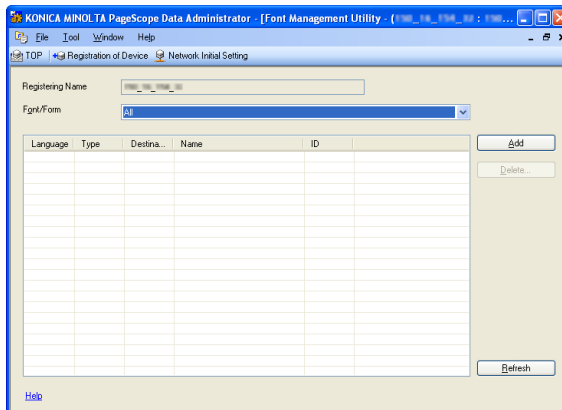 KONICA MINOLTA PageScope Data Administrator - [Font Management Utility - (
File Tool Window Help
TOP Registration of Device Network Initial Setting
Registering Name
Font/Form All
Language Type Destina... Name ID
Add
Delete...
Refresh
Help